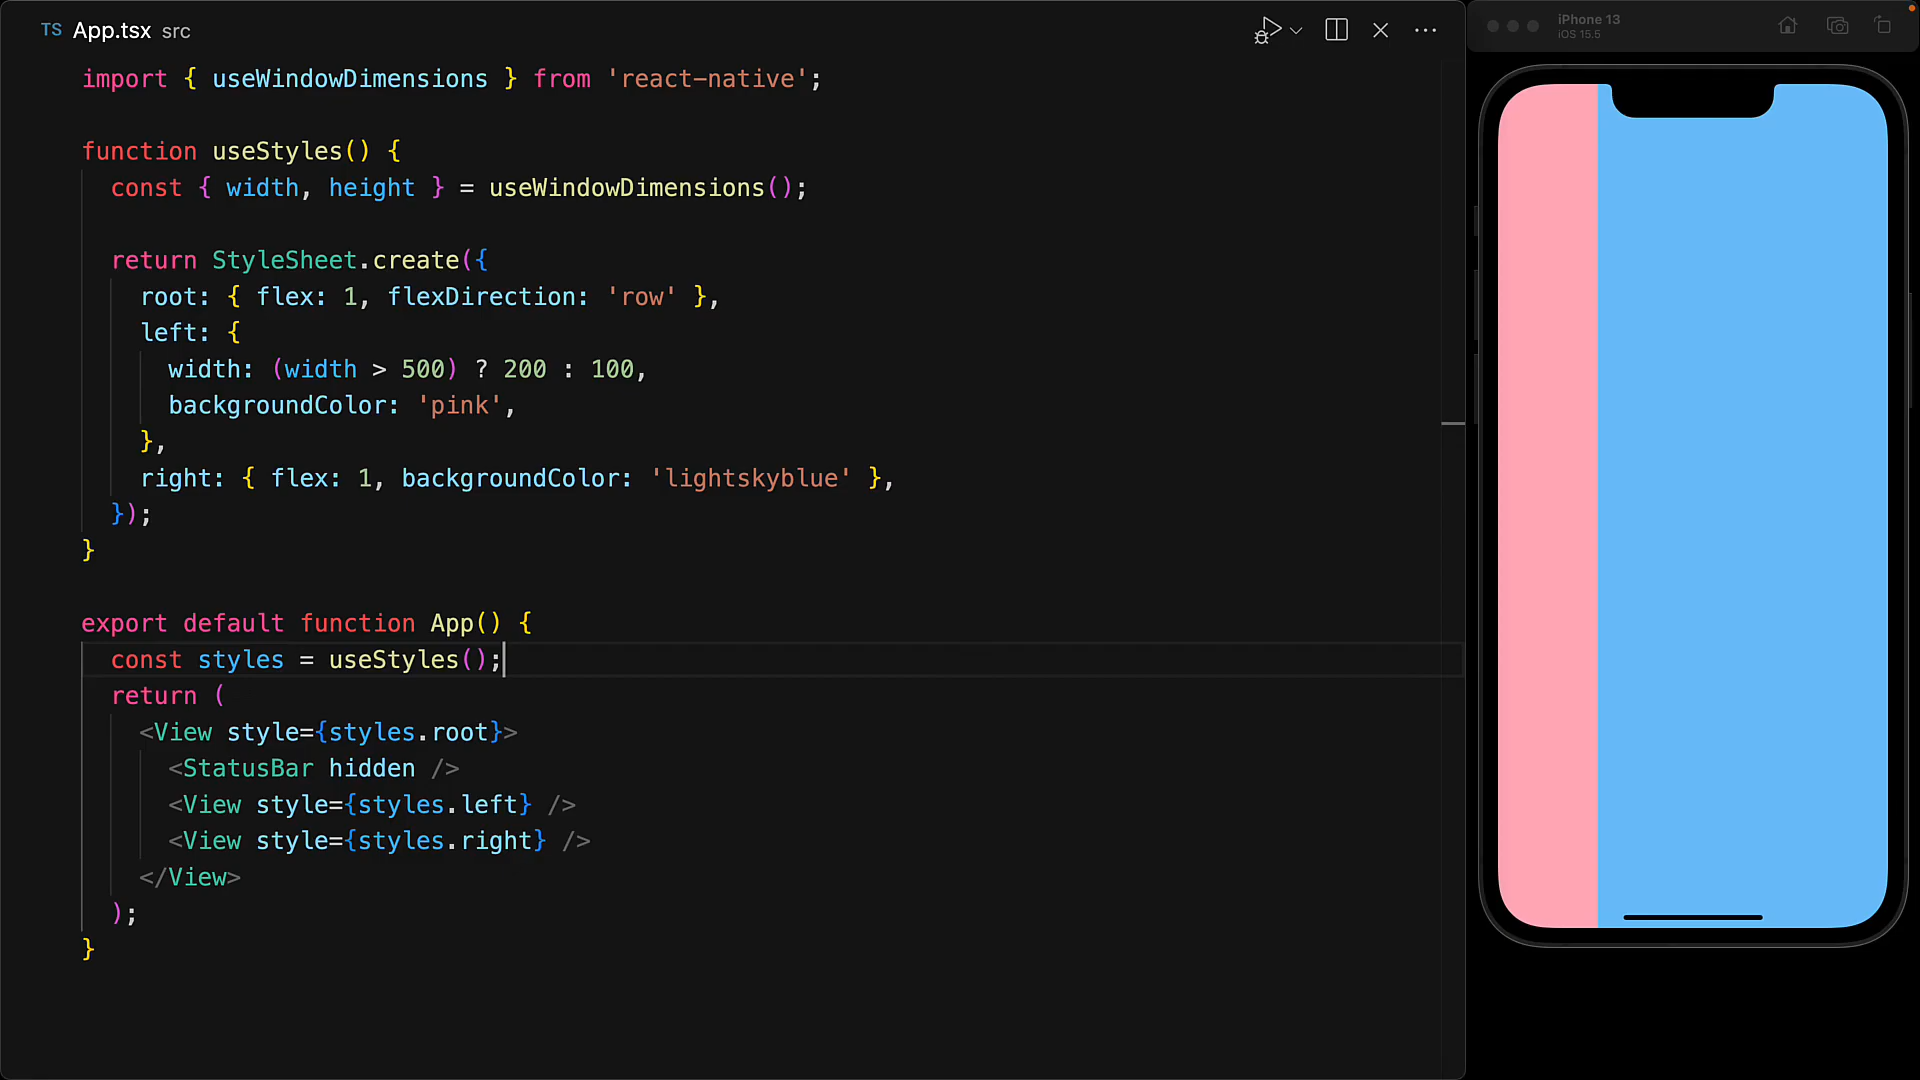 TS App.tsx src
import { useWindowDimensions } from 'react-native';
function useStyles() {
const { width, height } = useWindowDimensions();
return StyleSheet.create({
root: { flex: 1, flexDirection: 'row' },
left: {
width: (width > 500) ? 200 : 100,
backgroundColor: 'pink',
},
right: { flex: 1, backgroundColor: 'lightskyblue' },
});
}
export default function App() {
const styles = useStyles();
return (
<View style={styles.root}>
<StatusBar hidden />
<View style={styles.left} />
<View style={styles.right} />
</View>
);
}
iPhone 13
iOS 15.5